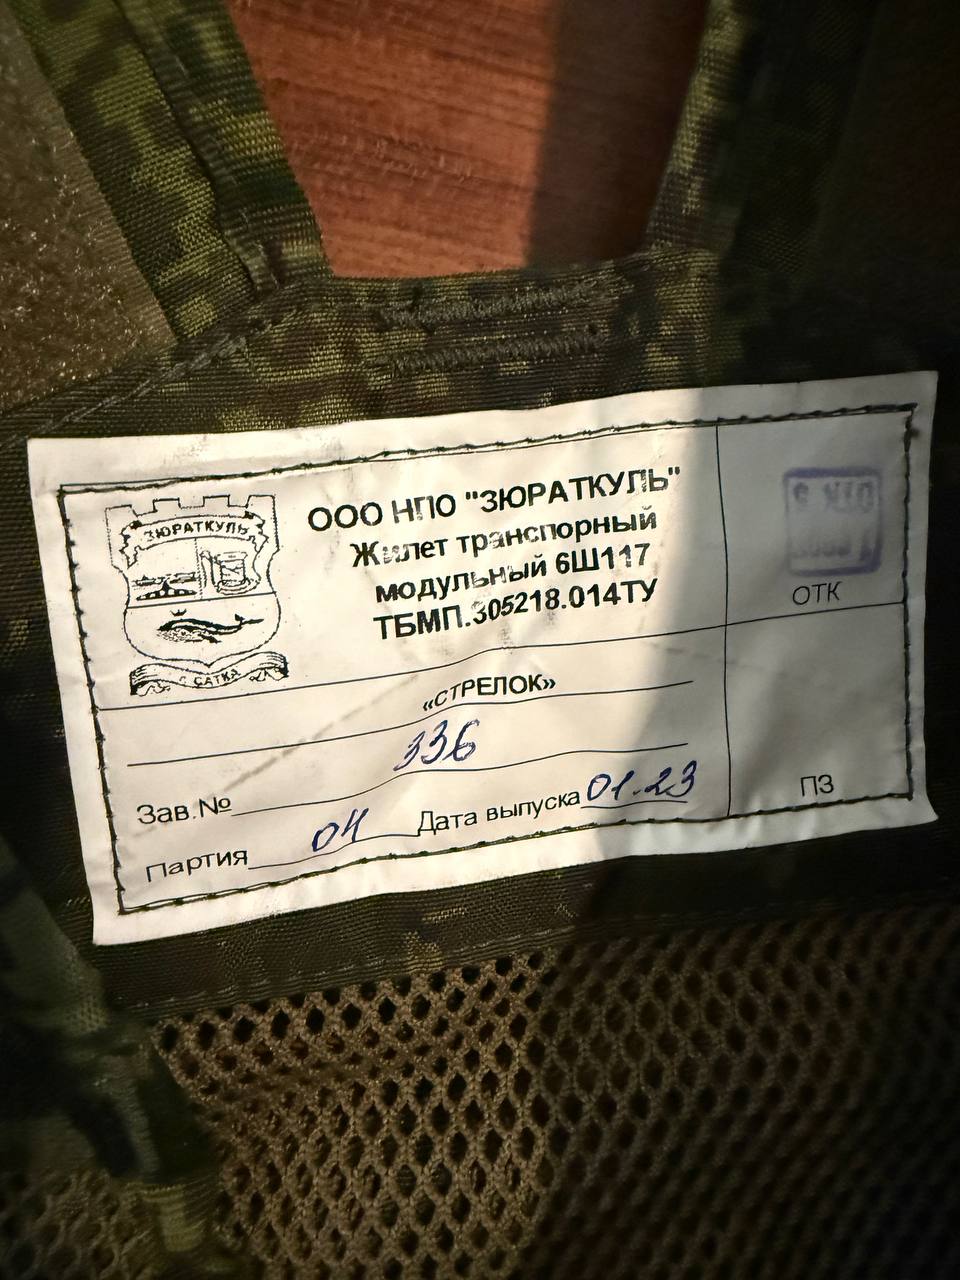 ЗЮРАТКУЛЬ
г. САТКА
ООО НПО "ЗЮРАТКУЛЬ"
Жилет транспорный
модульный 6Ш117
ТБМП.305218.014ТУ
ОТК
«СТРЕЛОК»
336
Зав.№
Партия 04 Дата выпуска 01.23
ПЗ